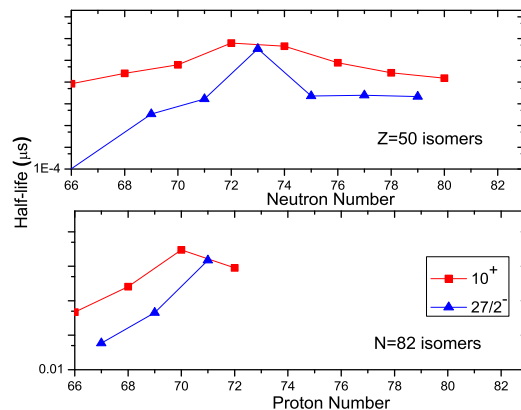 Half-life (μs)
1E-4
Z=50 isomers
66 68 70 72 74 76 78 80 82
Neutron Number
10⁺
27/2⁻
0.01
N=82 isomers
66 68 70 72 74 76 78 80 82
Proton Number